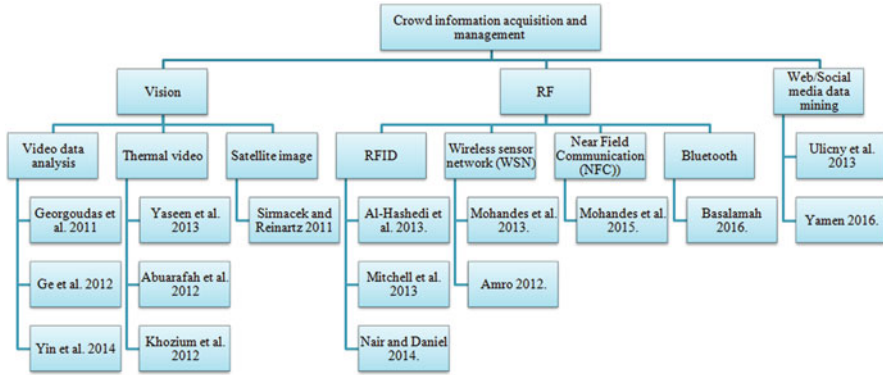 Crowd information acquisition and
management
Vision
RF
Web/Social
media data
mining
Video data
analysis
Thermal video
Satellite image
RFID
Wireless sensor
network (WSN)
Near Field
Communication
(NFC))
Bluetooth
Ulicny et al.
2013
Georgoudas et
al. 2011
Yaseen et al.
2013
Sirmacek and
Reinartz 2011
Al-Hashedi et
al. 2013.
Mohandes et al.
2013.
Mohandes et al.
2015.
Basalamah
2016.
Yamen 2016.
Ge et al. 2012
Abuarafah et al.
2012
Mitchell et al.
2013
Amro 2012.
Yin et al. 2014
Khozium et al.
2012
Nair and Daniel
2014.